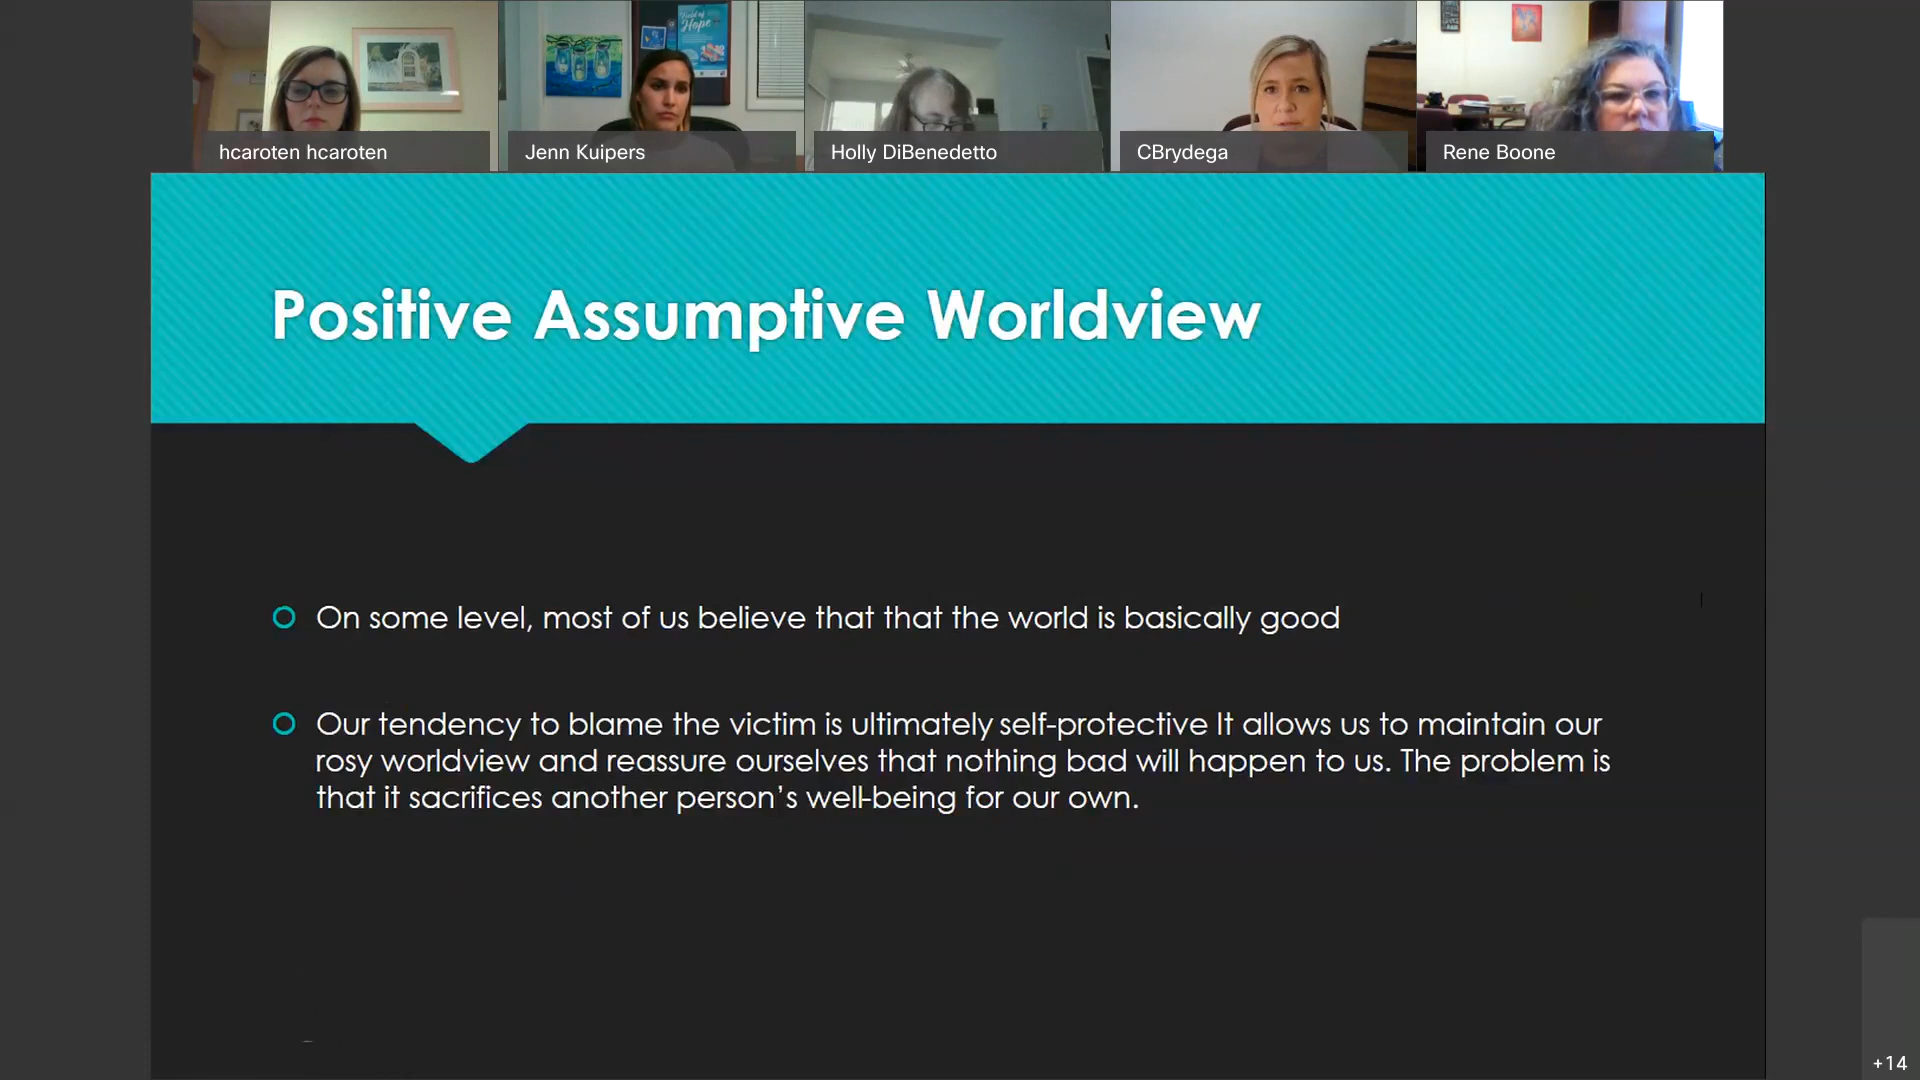 Field of
Hope
hcaroten hcaroten
Jenn Kuipers
Holly DiBenedetto
CBrydega
Rene Boone
Positive Assumptive Worldview
On some level, most of us believe that that the world is basically good
Our tendency to blame the victim is ultimately self-protective It allows us to maintain our
rosy worldview and reassure ourselves that nothing bad will happen to us. The problem is
that it sacrifices another person’s well-being for our own.
+14